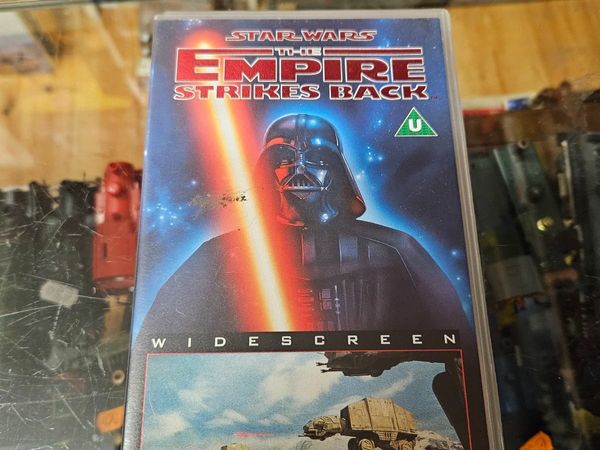 STAR WARS
THE
EMPIRE
STRIKES BACK
U
WIDESCREEN